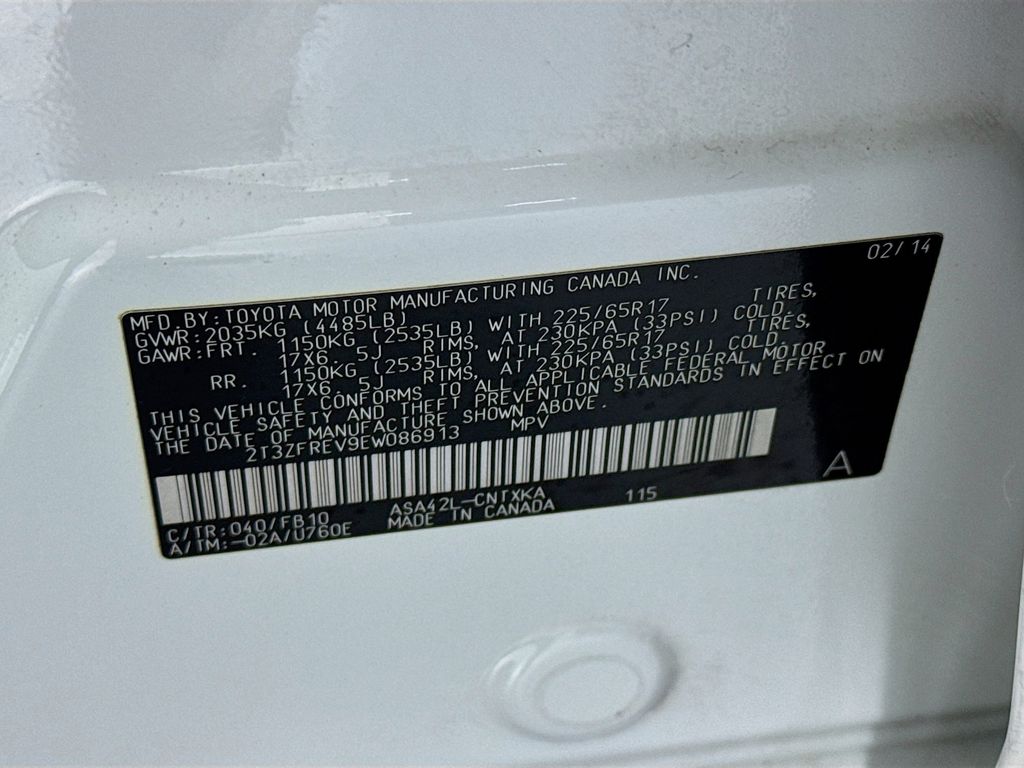 02/14
MFD.BY:TOYOTA MOTOR MANUFACTURING CANADA INC.
GVWR:2035KG (4485LB)
GAWR:FRT. 1150KG (2535LB) WITH 225/65R17 TIRES,
17X6.5J RIMS, AT 230KPA (33PSI) COLD.
RR. 1150KG (2535LB) WITH 225/65R17 TIRES,
17X6.5J RIMS, AT 230KPA (33PSI) COLD.
THIS VEHICLE CONFORMS TO ALL APPLICABLE FEDERAL MOTOR
VEHICLE SAFETY AND THEFT PREVENTION STANDARDS IN EFFECT ON
THE DATE OF MANUFACTURE SHOWN ABOVE.
2T3ZFREV9EW086913 MPV
A
C/TR:040/FB10 ASA42L-CNTXKA 115
A/TM:-02A/U760E MADE IN CANADA